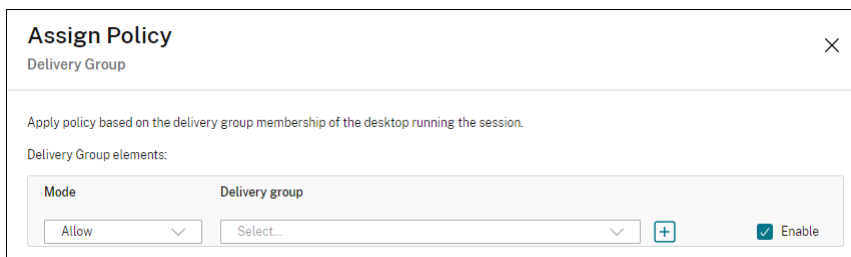 Assign Policy
Delivery Group
Apply policy based on the delivery group membership of the desktop running the session.
Delivery Group elements:
Mode Delivery group
Allow Select... Enable